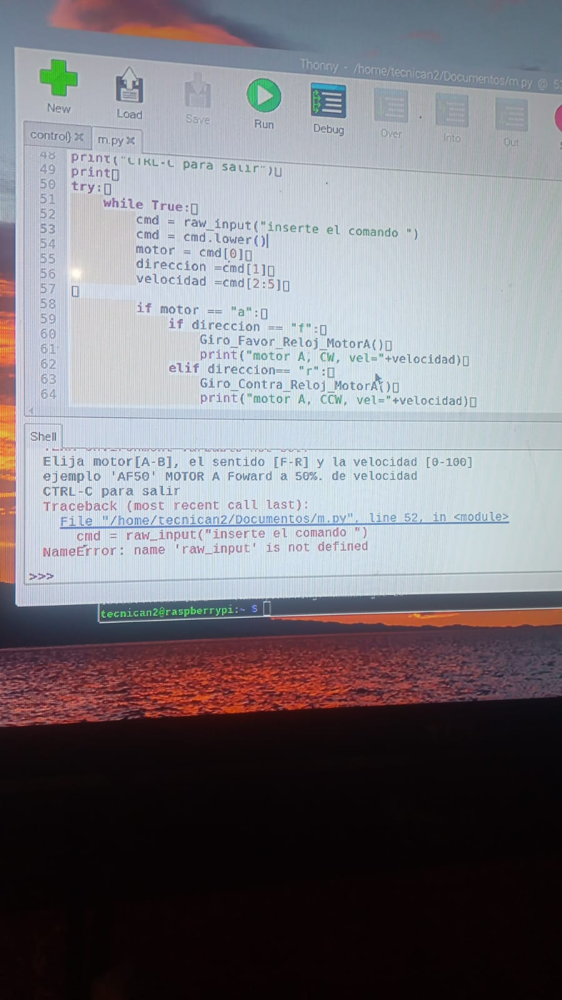 Thonny - /home/tecnican2/Documentos/m.py @
New
Load
Save
Run
Debug
Over
Into
Out
control} ✕
m.py ✕
48 print("CTRL-C para salir")▯
49 print▯
50 try:▯
51 while True:▯
52 cmd = raw_input("inserte el comando ")
53 cmd = cmd.lower()
54 motor = cmd[0]▯
55 direccion =cmd[1]▯
56 velocidad =cmd[2:5]▯
57 ▯
58 if motor == "a":▯
59 if direccion == "f":▯
60 Giro_Favor_Reloj_MotorA()▯
61 print("motor A, CW, vel="+velocidad)▯
62 elif direccion== "r":▯
63 Giro_Contra_Reloj_MotorA()▯
64 print("motor A, CCW, vel="+velocidad)▯
Shell
Elija motor[A-B], el sentido [F-R] y la velocidad [0-100]
ejemplo 'AF50' MOTOR A Foward a 50%. de velocidad
CTRL-C para salir
Traceback (most recent call last):
File "/home/tecnican2/Documentos/m.py", line 52, in <module>
cmd = raw_input("inserte el comando ")
NameError: name 'raw_input' is not defined
>>>
tecnican2@raspberrypi:~ $